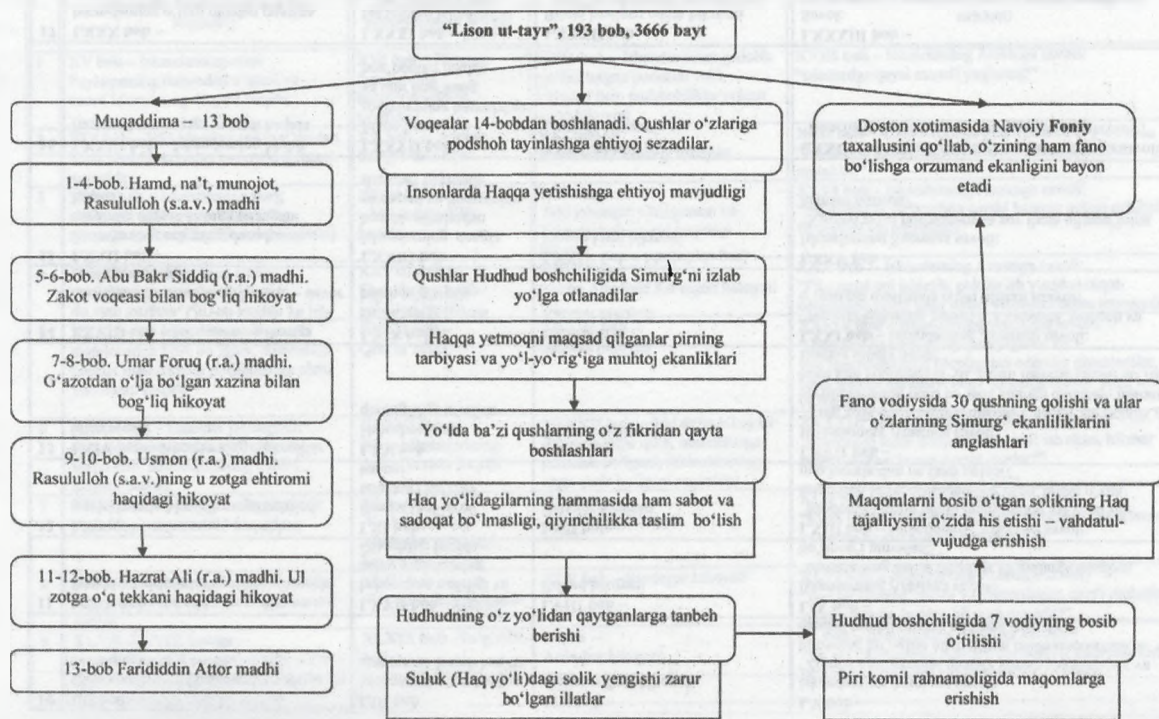 “Lison ut-tayr”, 193 bob, 3666 bayt
Muqaddima – 13 bob
1-4-bob. Hamd, na’t, munojot,
Rasululloh (s.a.v.) madhi
5-6-bob. Abu Bakr Siddiq (r.a.) madhi.
Zakot voqeasi bilan bog‘liq hikoyat
7-8-bob. Umar Foruq (r.a.) madhi.
G‘azotdan o‘lja bo‘lgan xazina bilan
bog‘liq hikoyat
9-10-bob. Usmon (r.a.) madhi.
Rasululloh (s.a.v.)ning u zotga ehtiromi
haqidagi hikoyat
11-12-bob. Hazrat Ali (r.a.) madhi. Ul
zotga o‘q tekkani haqidagi hikoyat
13-bob Farididdin Attor madhi
Voqealar 14-bobdan boshlanadi. Qushlar o‘zlariga
podshoh tayinlashga ehtiyoj sezadilar.
Insonlarda Haqqa yetishishga ehtiyoj mavjudligi
Qushlar Hudhud boshchiligida Simurg‘ni izlab
yo‘lga otlanadilar
Haqqa yetmoqni maqsad qilganlar pirning
tarbiyasi va yo‘l-yo‘rig‘iga muhtoj ekanliklari
Yo‘lda ba’zi qushlarning o‘z fikridan qayta
boshlashlari
Haq yo‘lidagilarning hammasida ham sabot va
sadoqat bo‘lmasligi, qiyinchilikka taslim bo‘lish
Hudhudning o‘z yo‘lidan qaytganlarga tanbeh
berishi
Suluk (Haq yo‘li)dagi solik yengishi zarur
bo‘lgan illatlar
Hudhud boshchiligida 7 vodiyning bosib
o‘tilishi
Piri komil rahnamoligida maqomlarga
erishish
Fano vodiysida 30 qushning qolishi va ular
o‘zlarining Simurg‘ ekanliklarini
anglashlari
Maqomlarni bosib o‘tgan solikning Haq
tajalliysini o‘zida his etishi – vahdatul-
vujudga erishish
Doston xotimasida Navoiy Foniy
taxallusini qo‘llab, o‘zining ham fano
bo‘lishga orzumand ekanligini bayon
etadi